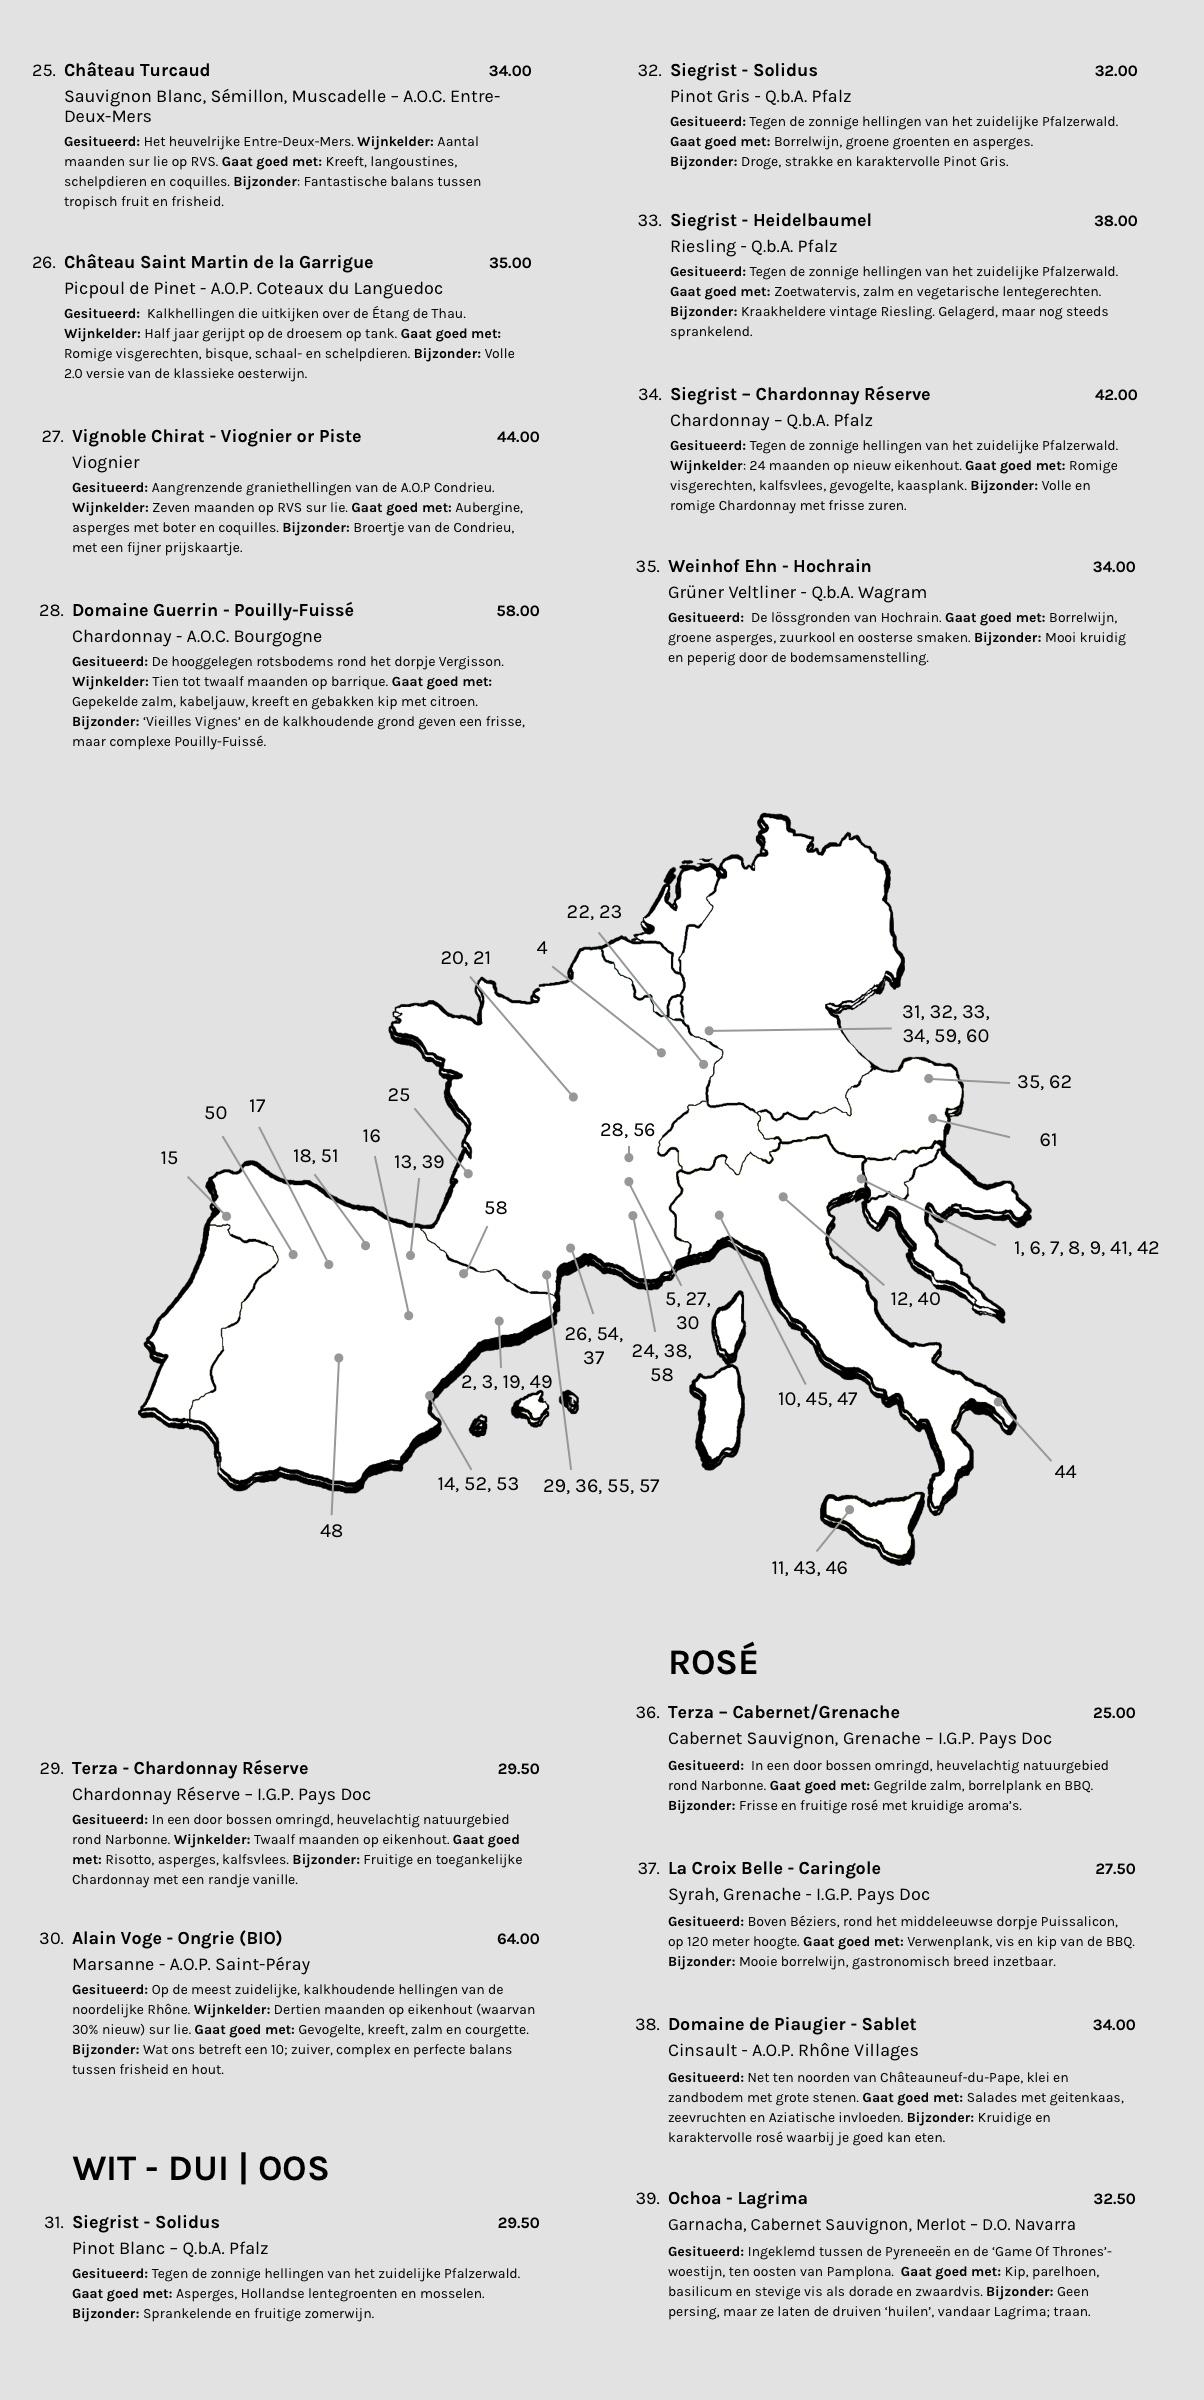 25. Château Turcaud 34.00
Sauvignon Blanc, Sémillon, Muscadelle – A.O.C. Entre-
Deux-Mers
Gesitueerd: Het heuvelrijke Entre-Deux-Mers. Wijnkelder: Aantal
maanden sur lie op RVS. Gaat goed met: Kreeft, langoustines,
schelpdieren en coquilles. Bijzonder: Fantastische balans tussen
tropisch fruit en frisheid.
26. Château Saint Martin de la Garrigue 35.00
Picpoul de Pinet - A.O.P. Coteaux du Languedoc
Gesitueerd: Kalkhellingen die uitkijken over de Étang de Thau.
Wijnkelder: Half jaar gerijpt op de droesem op tank. Gaat goed met:
Romige visgerechten, bisque, schaal- en schelpdieren. Bijzonder: Volle
2.0 versie van de klassieke oesterwijn.
27. Vignoble Chirat - Viognier or Piste 44.00
Viognier
Gesitueerd: Aangrenzende graniethellingen van de A.O.P Condrieu.
Wijnkelder: Zeven maanden op RVS sur lie. Gaat goed met: Aubergine,
asperges met boter en coquilles. Bijzonder: Broertje van de Condrieu,
met een fijner prijskaartje.
28. Domaine Guerrin - Pouilly-Fuissé 58.00
Chardonnay - A.O.C. Bourgogne
Gesitueerd: De hooggelegen rotsbodems rond het dorpje Vergisson.
Wijnkelder: Tien tot twaalf maanden op barrique. Gaat goed met:
Gepekelde zalm, kabeljauw, kreeft en gebakken kip met citroen.
Bijzonder: ‘Vieilles Vignes’ en de kalkhoudende grond geven een frisse,
maar complexe Pouilly-Fuissé.
32. Siegrist - Solidus 32.00
Pinot Gris - Q.b.A. Pfalz
Gesitueerd: Tegen de zonnige hellingen van het zuidelijke Pfalzerwald.
Gaat goed met: Borrelwijn, groene groenten en asperges.
Bijzonder: Droge, strakke en karaktervolle Pinot Gris.
33. Siegrist - Heidelbaumel 38.00
Riesling - Q.b.A. Pfalz
Gesitueerd: Tegen de zonnige hellingen van het zuidelijke Pfalzerwald.
Gaat goed met: Zoetwatervis, zalm en vegetarische lentegerechten.
Bijzonder: Kraakheldere vintage Riesling. Gelagerd, maar nog steeds
sprankelend.
34. Siegrist – Chardonnay Réserve 42.00
Chardonnay – Q.b.A. Pfalz
Gesitueerd: Tegen de zonnige hellingen van het zuidelijke Pfalzerwald.
Wijnkelder: 24 maanden op nieuw eikenhout. Gaat goed met: Romige
visgerechten, kalfsvlees, gevogelte, kaasplank. Bijzonder: Volle en
romige Chardonnay met frisse zuren.
35. Weinhof Ehn - Hochrain 34.00
Grüner Veltliner - Q.b.A. Wagram
Gesitueerd: De lössgronden van Hochrain. Gaat goed met: Borrelwijn,
groene asperges, zuurkool en oosterse smaken. Bijzonder: Mooi kruidig
en peperig door de bodemsamenstelling.
22, 23
4
20, 21
31, 32, 33,
34, 59, 60
35, 62
25
50
17
28, 56
61
16
15
18, 51
13, 39
58
1, 6, 7, 8, 9, 41, 42
5, 27,
30
12, 40
26, 54,
37
24, 38,
58
2, 3, 19, 49
10, 45, 47
44
14, 52, 53
29, 36, 55, 57
48
11, 43, 46
29. Terza - Chardonnay Réserve 29.50
Chardonnay Réserve – I.G.P. Pays Doc
Gesitueerd: In een door bossen omringd, heuvelachtig natuurgebied
rond Narbonne. Wijnkelder: Twaalf maanden op eikenhout. Gaat goed
met: Risotto, asperges, kalfsvlees. Bijzonder: Fruitige en toegankelijke
Chardonnay met een randje vanille.
30. Alain Voge - Ongrie (BIO) 64.00
Marsanne - A.O.P. Saint-Péray
Gesitueerd: Op de meest zuidelijke, kalkhoudende hellingen van de
noordelijke Rhône. Wijnkelder: Dertien maanden op eikenhout (waarvan
30% nieuw) sur lie. Gaat goed met: Gevogelte, kreeft, zalm en courgette.
Bijzonder: Wat ons betreft een 10; zuiver, complex en perfecte balans
tussen frisheid en hout.
WIT - DUI | OOS
31. Siegrist - Solidus 29.50
Pinot Blanc – Q.b.A. Pfalz
Gesitueerd: Tegen de zonnige hellingen van het zuidelijke Pfalzerwald.
Gaat goed met: Asperges, Hollandse lentegroenten en mosselen.
Bijzonder: Sprankelende en fruitige zomerwijn.
ROSÉ
36. Terza – Cabernet/Grenache 25.00
Cabernet Sauvignon, Grenache – I.G.P. Pays Doc
Gesitueerd: In een door bossen omringd, heuvelachtig natuurgebied
rond Narbonne. Gaat goed met: Gegrilde zalm, borrelplank en BBQ.
Bijzonder: Frisse en fruitige rosé met kruidige aroma’s.
37. La Croix Belle - Caringole 27.50
Syrah, Grenache - I.G.P. Pays Doc
Gesitueerd: Boven Béziers, rond het middeleeuwse dorpje Puissalicon,
op 120 meter hoogte. Gaat goed met: Verwenplank, vis en kip van de BBQ.
Bijzonder: Mooie borrelwijn, gastronomisch breed inzetbaar.
38. Domaine de Piaugier - Sablet 34.00
Cinsault - A.O.P. Rhône Villages
Gesitueerd: Net ten noorden van Châteauneuf-du-Pape, klei en
zandbodem met grote stenen. Gaat goed met: Salades met geitenkaas,
zeevruchten en Aziatische invloeden. Bijzonder: Kruidige en
karaktervolle rosé waarbij je goed kan eten.
39. Ochoa - Lagrima 32.50
Garnacha, Cabernet Sauvignon, Merlot – D.O. Navarra
Gesitueerd: Ingeklemd tussen de Pyreneeën en de ‘Game Of Thrones’-
woestijn, ten oosten van Pamplona. Gaat goed met: Kip, parelhoen,
basilicum en stevige vis als dorade en zwaardvis. Bijzonder: Geen
persing, maar ze laten de druiven ‘huilen’, vandaar Lagrima; traan.